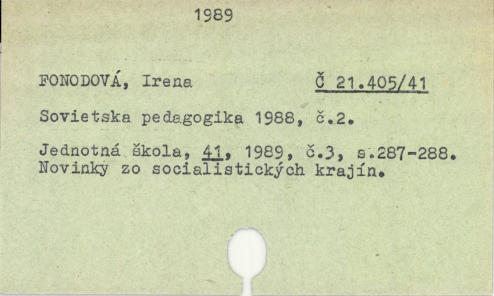 1989
FONODOVÁ, Irena Č 21.405/41
Sovietska pedagogika 1988, č.2.
Jednotná škola, 41, 1989, č.3, s.287-288.
Novinky zo socialistických krajín.